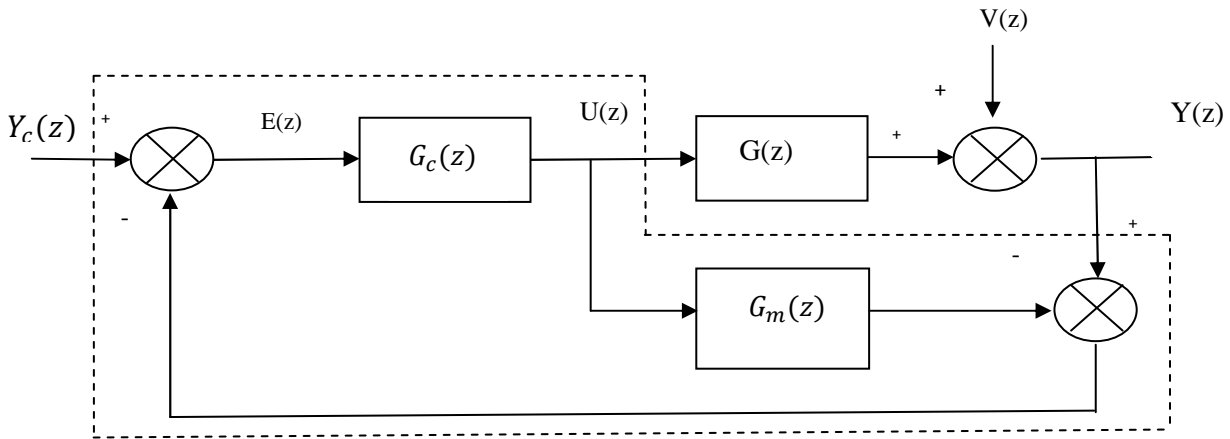 V(z)
+
Y(z)
U(z)
+
Y_c(z)
E(z)
+
G_c(z)
G(z)
-
+
-
G_m(z)